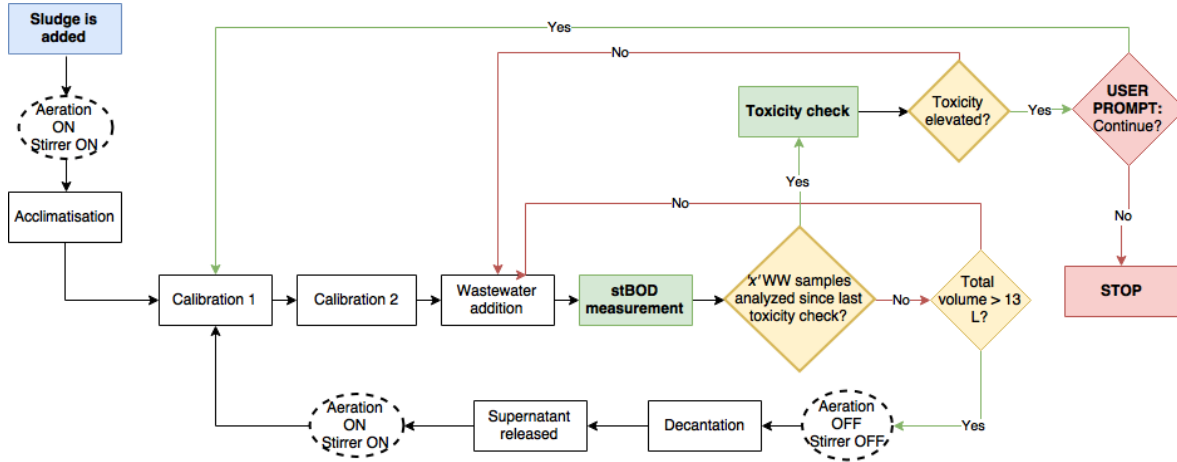 Sludge is
added
Yes
No
Aeration
ON
Stirrer ON
Toxicity check
Toxicity
elevated?
Yes
USER
PROMPT:
Continue?
Acclimatisation
Yes
No
No
Calibration 1
Calibration 2
Wastewater
addition
stBOD
measurement
'x' WW samples
analyzed since last
toxicity check?
No
Total
volume > 13
L?
STOP
Aeration
ON
Stirrer ON
Supernatant
released
Decantation
Aeration
OFF
Stirrer OFF
Yes